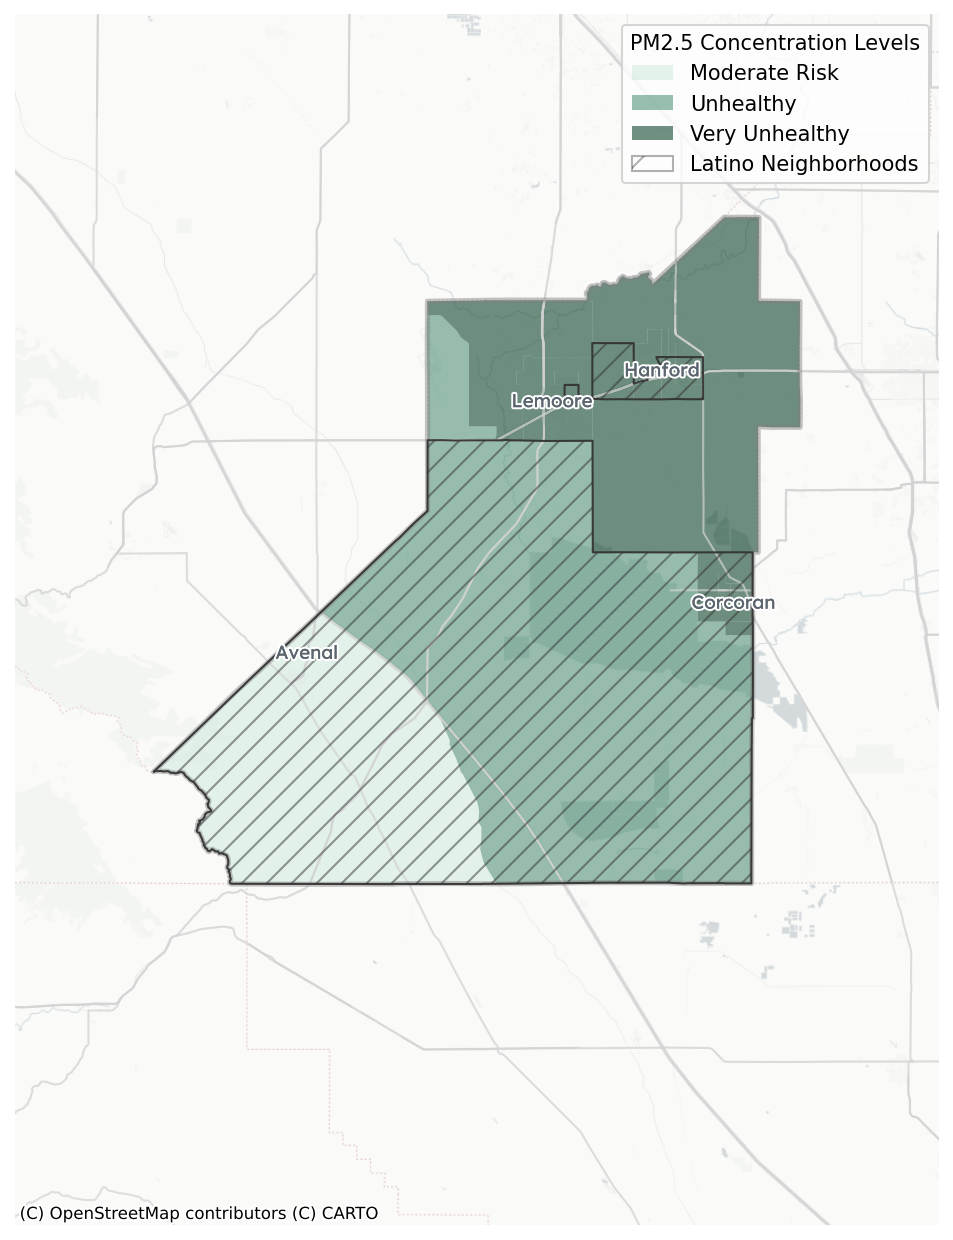 PM2.5 Concentration Levels
Moderate Risk
Unhealthy
Very Unhealthy
Latino Neighborhoods
Hanford
Lemoore
Corcoran
Avenal
(C) OpenStreetMap contributors (C) CARTO